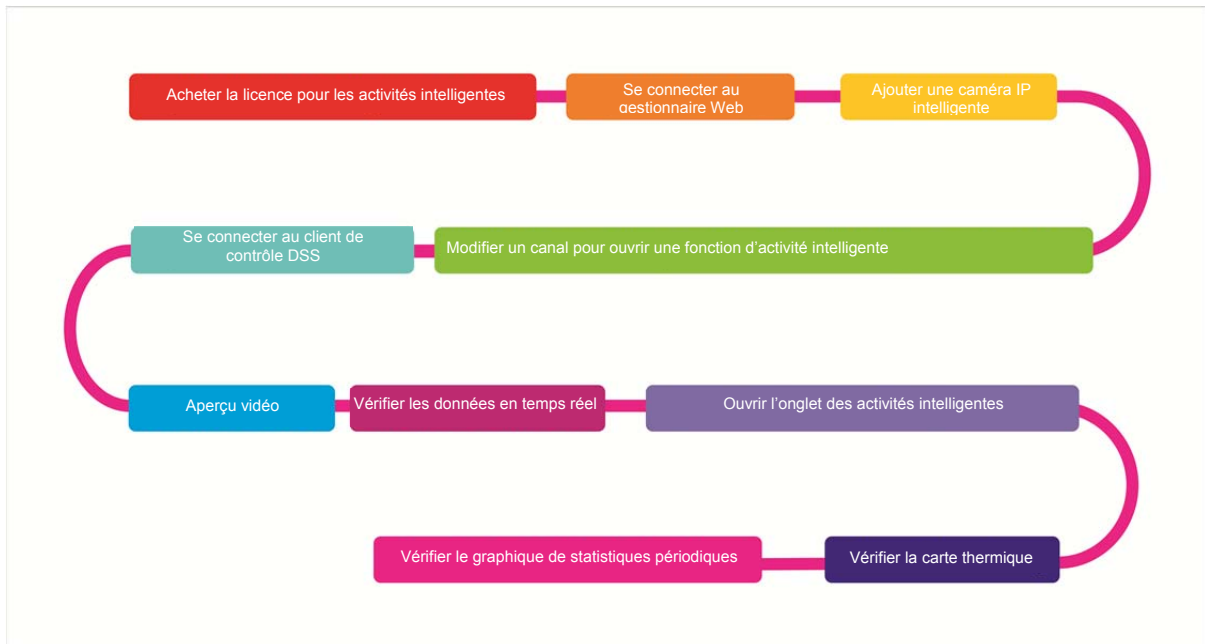 Acheter la licence pour les activités intelligentes
Se connecter au
gestionnaire Web
Ajouter une caméra IP
intelligente
Se connecter au client de
contrôle DSS
Modifier un canal pour ouvrir une fonction d'activité intelligente
Aperçu vidéo
Vérifier les données en temps réel
Ouvrir l'onglet des activités intelligentes
Vérifier le graphique de statistiques périodiques
Vérifier la carte thermique